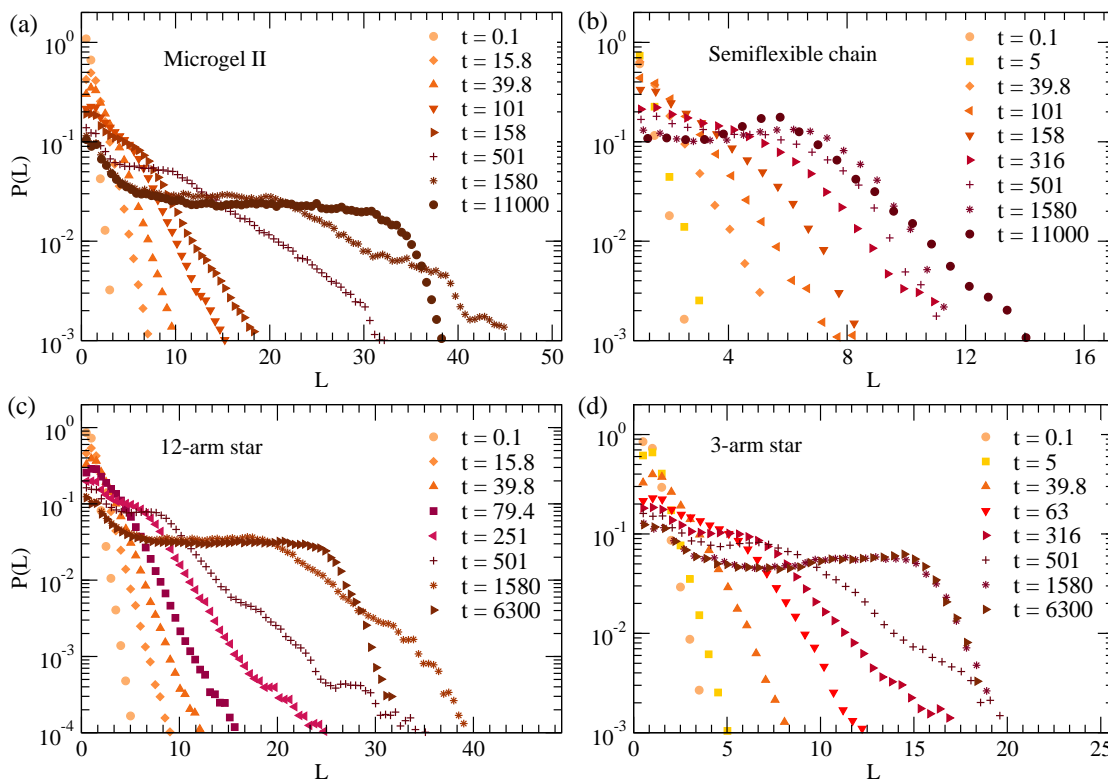 (a)
Microgel II
t = 0.1
t = 15.8
t = 39.8
t = 101
t = 158
t = 501
t = 1580
t = 11000
P(L)
10^0
10^-1
10^-2
10^-3
0 10 20 30 40 50
L
(b)
Semiflexible chain
t = 0.1
t = 5
t = 39.8
t = 101
t = 158
t = 316
t = 501
t = 1580
t = 11000
10^0
10^-1
10^-2
10^-3
4 8 12 16
L
(c)
12-arm star
t = 0.1
t = 15.8
t = 39.8
t = 79.4
t = 251
t = 501
t = 1580
t = 6300
P(L)
10^0
10^-1
10^-2
10^-3
10^-4
0 10 20 30 40
L
(d)
3-arm star
t = 0.1
t = 5
t = 39.8
t = 63
t = 316
t = 501
t = 1580
t = 6300
10^0
10^-1
10^-2
10^-3
0 5 10 15 20 25
L